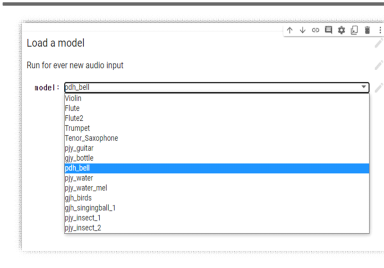 Load a model
Run for ever new audio input
model: pdh_bell
Violin
Flute
Flute2
Trumpet
Tenor_Saxophone
pjy_guitar
gjy_bottle
pdh_bell
pjy_water
pjy_water_mel
gjh_birds
gjh_singingball_1
pjy_insect_1
pjy_insect_2